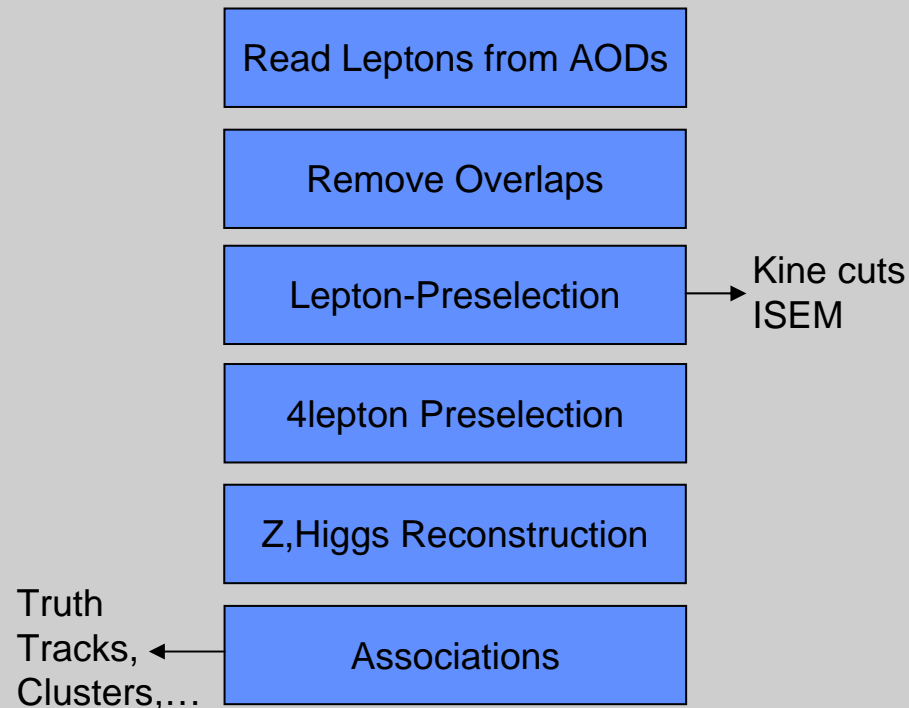 Read Leptons from AODs
Remove Overlaps
Lepton-Preselection
Kine cuts
ISEM
4lepton Preselection
Z,Higgs Reconstruction
Truth
Tracks,
Clusters,…
Associations